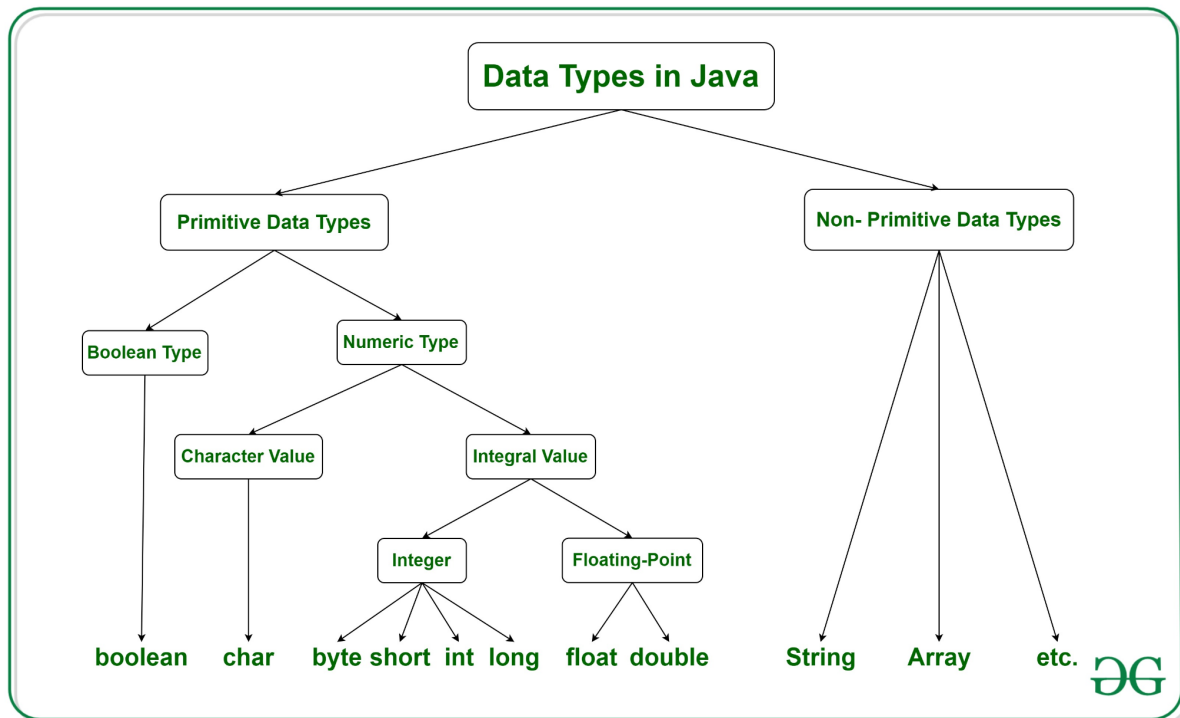 Data Types in Java
Primitive Data Types
Non- Primitive Data Types
Boolean Type
Numeric Type
Character Value
Integral Value
Integer
Floating-Point
boolean
char
byte
short
int
long
float
double
String
Array
etc.